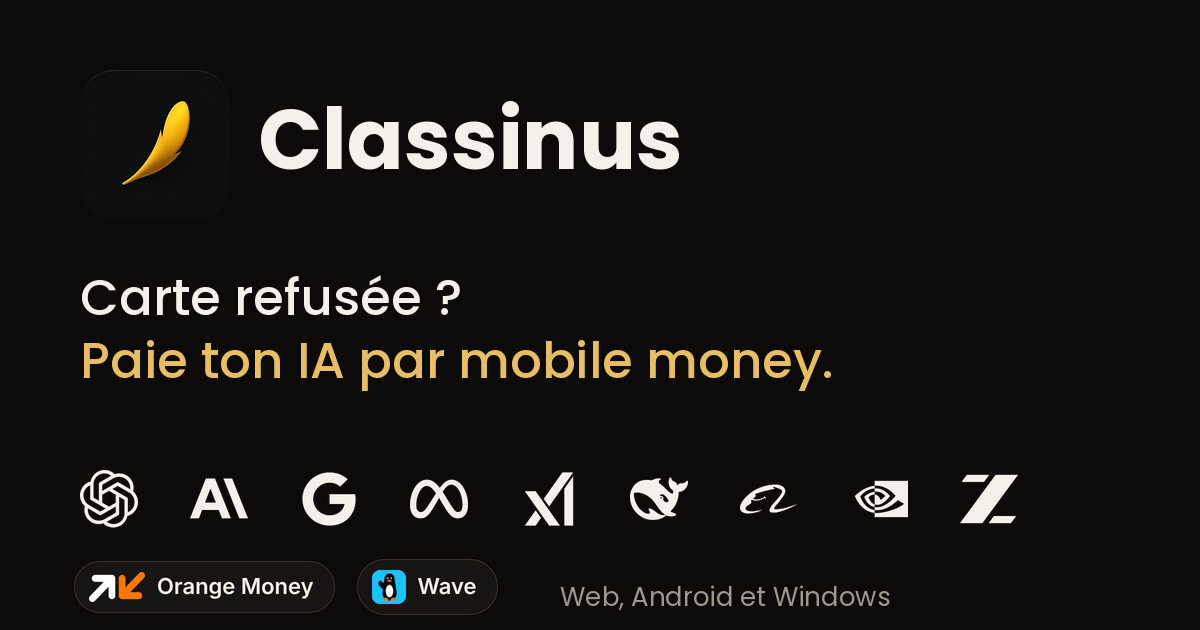 Classinus
Carte refusée ?
Paie ton IA par mobile money.
Orange Money
Wave
Web, Android et Windows